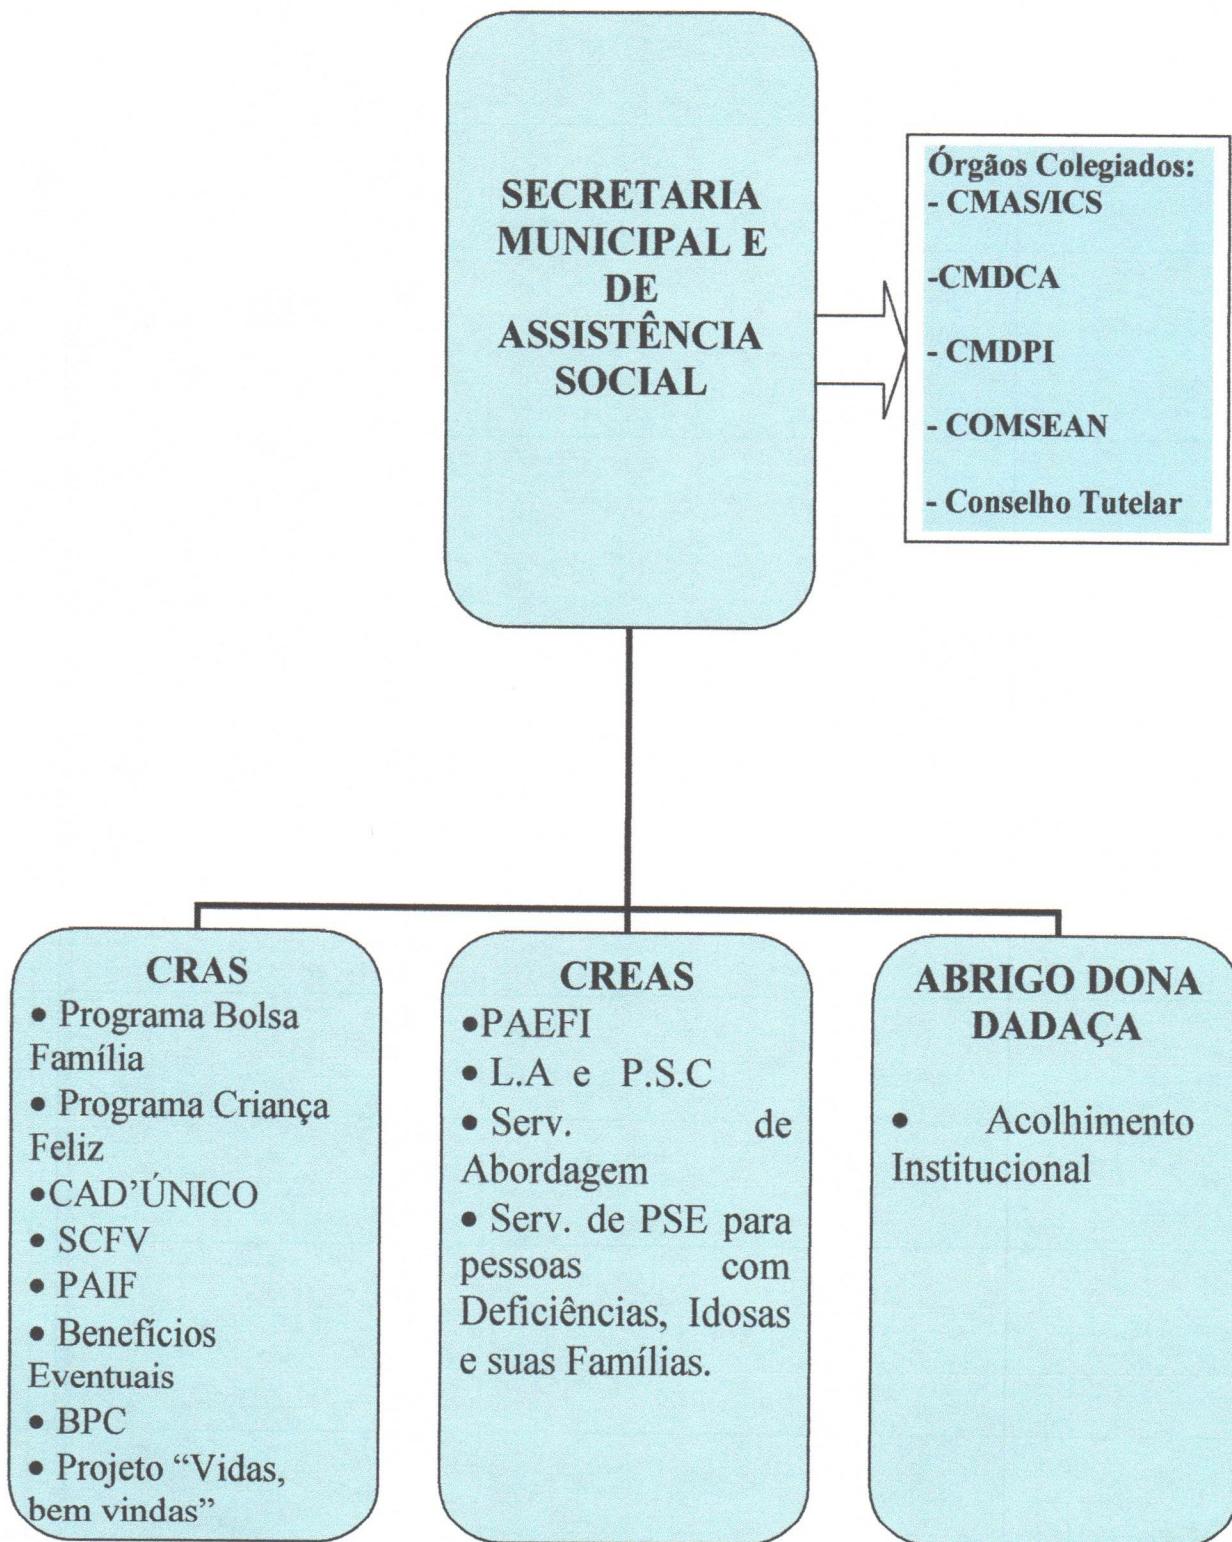 SECRETARIA
MUNICIPAL E
DE
ASSISTÊNCIA
SOCIAL
Órgãos Colegiados:
- CMAS/ICS
-CMDCA
- CMDPI
- COMSEAN
- Conselho Tutelar
CRAS
• Programa Bolsa
Família
• Programa Criança
Feliz
•CAD’ÚNICO
• SCFV
• PAIF
• Benefícios
Eventuais
• BPC
• Projeto “Vidas,
bem vindas”
CREAS
•PAEFI
• L.A e P.S.C
• Serv. de
Abordagem
• Serv. de PSE para
pessoas com
Deficiências, Idosas
e suas Famílias.
ABRIGO DONA
DADAÇA
• Acolhimento
Institucional